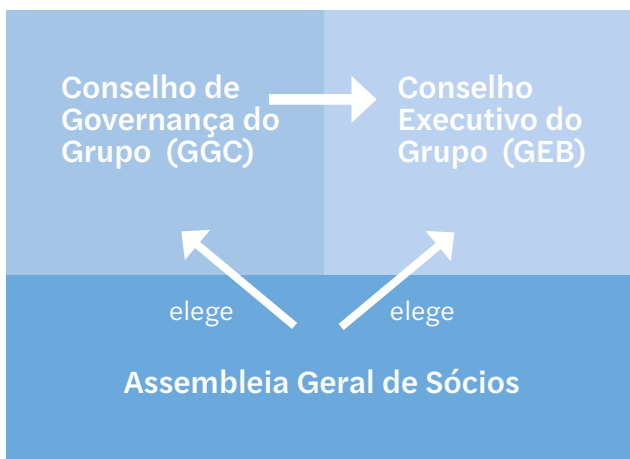 Conselho de
Governança do
Grupo (GGC)
Conselho
Executivo do
Grupo (GEB)
elege
elege
Assembleia Geral de Sócios